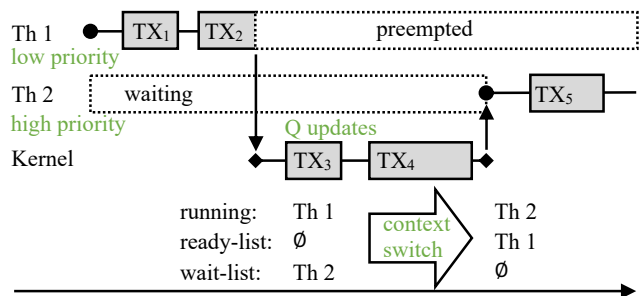 Th 1 TX₁ TX₂ preempted
low priority
Th 2 waiting TX₅
high priority
Q updates
Kernel TX₃ TX₄
running: Th 1 Th 2
ready-list: ∅ context Th 1
switch
wait-list: Th 2 ∅